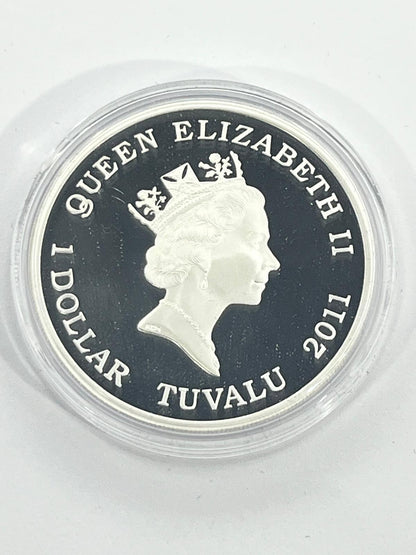 QUEEN ELIZABETH II
1 DOLLAR TUVALU 2011